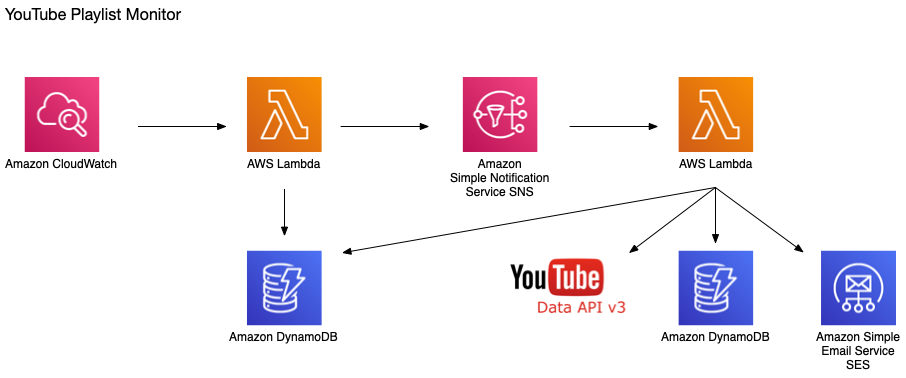 YouTube Playlist Monitor
Amazon CloudWatch
AWS Lambda
Amazon
Simple Notification
Service SNS
AWS Lambda
Amazon DynamoDB
YouTube
Data API v3
Amazon DynamoDB
Amazon Simple
Email Service
SES